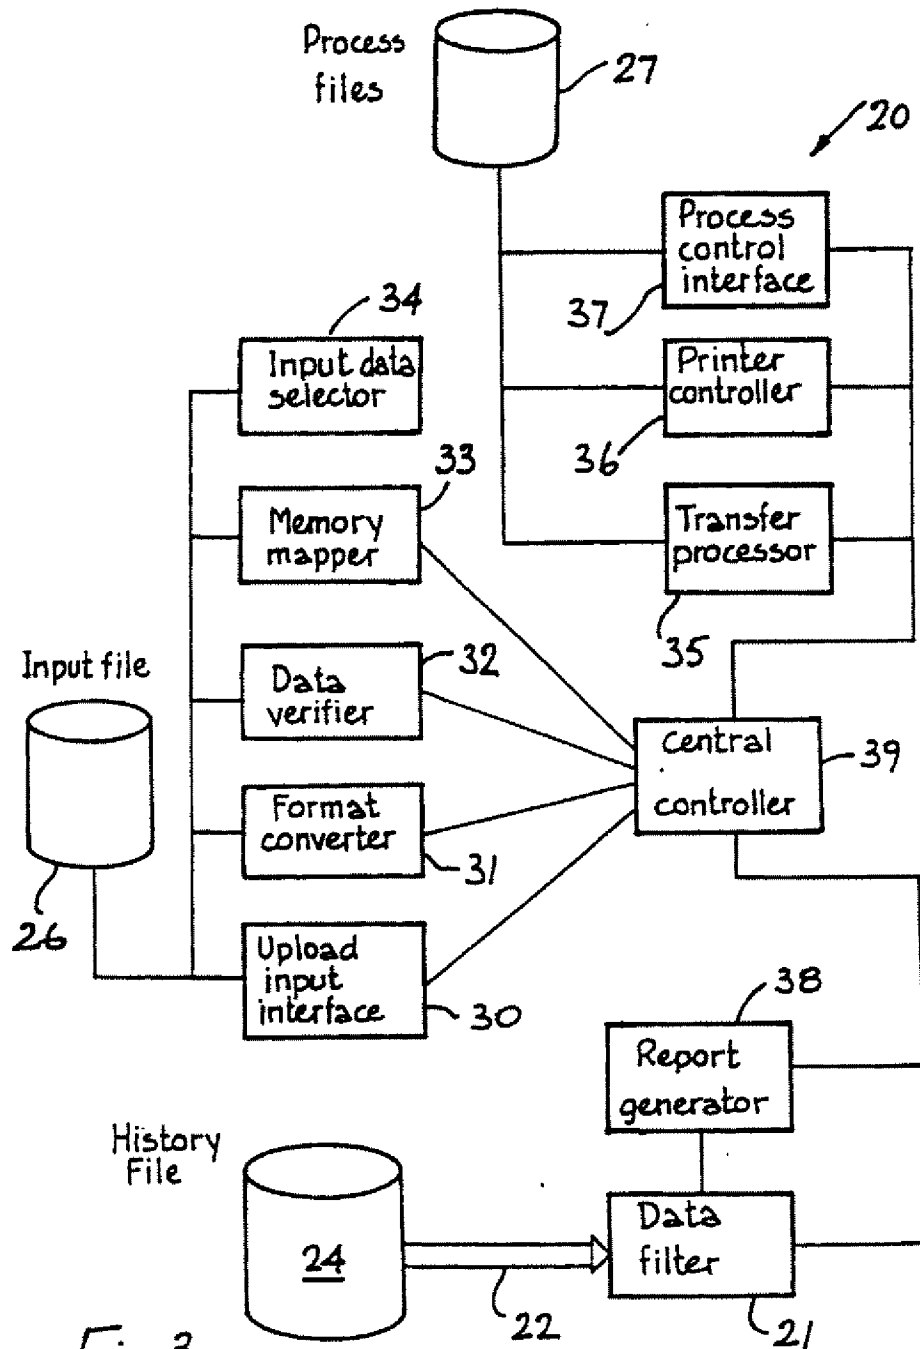 Process
files
27
20
Process
control
interface
37
34
Input data
selector
Printer
controller
36
33
Memory
mapper
Transfer
processor
35
Input file
32
Data
verifier
Central
controller
39
Format
converter
31
26
Upload
input
interface
30
38
Report
generator
History
File
24
Data
filter
22
21
Fig. 3